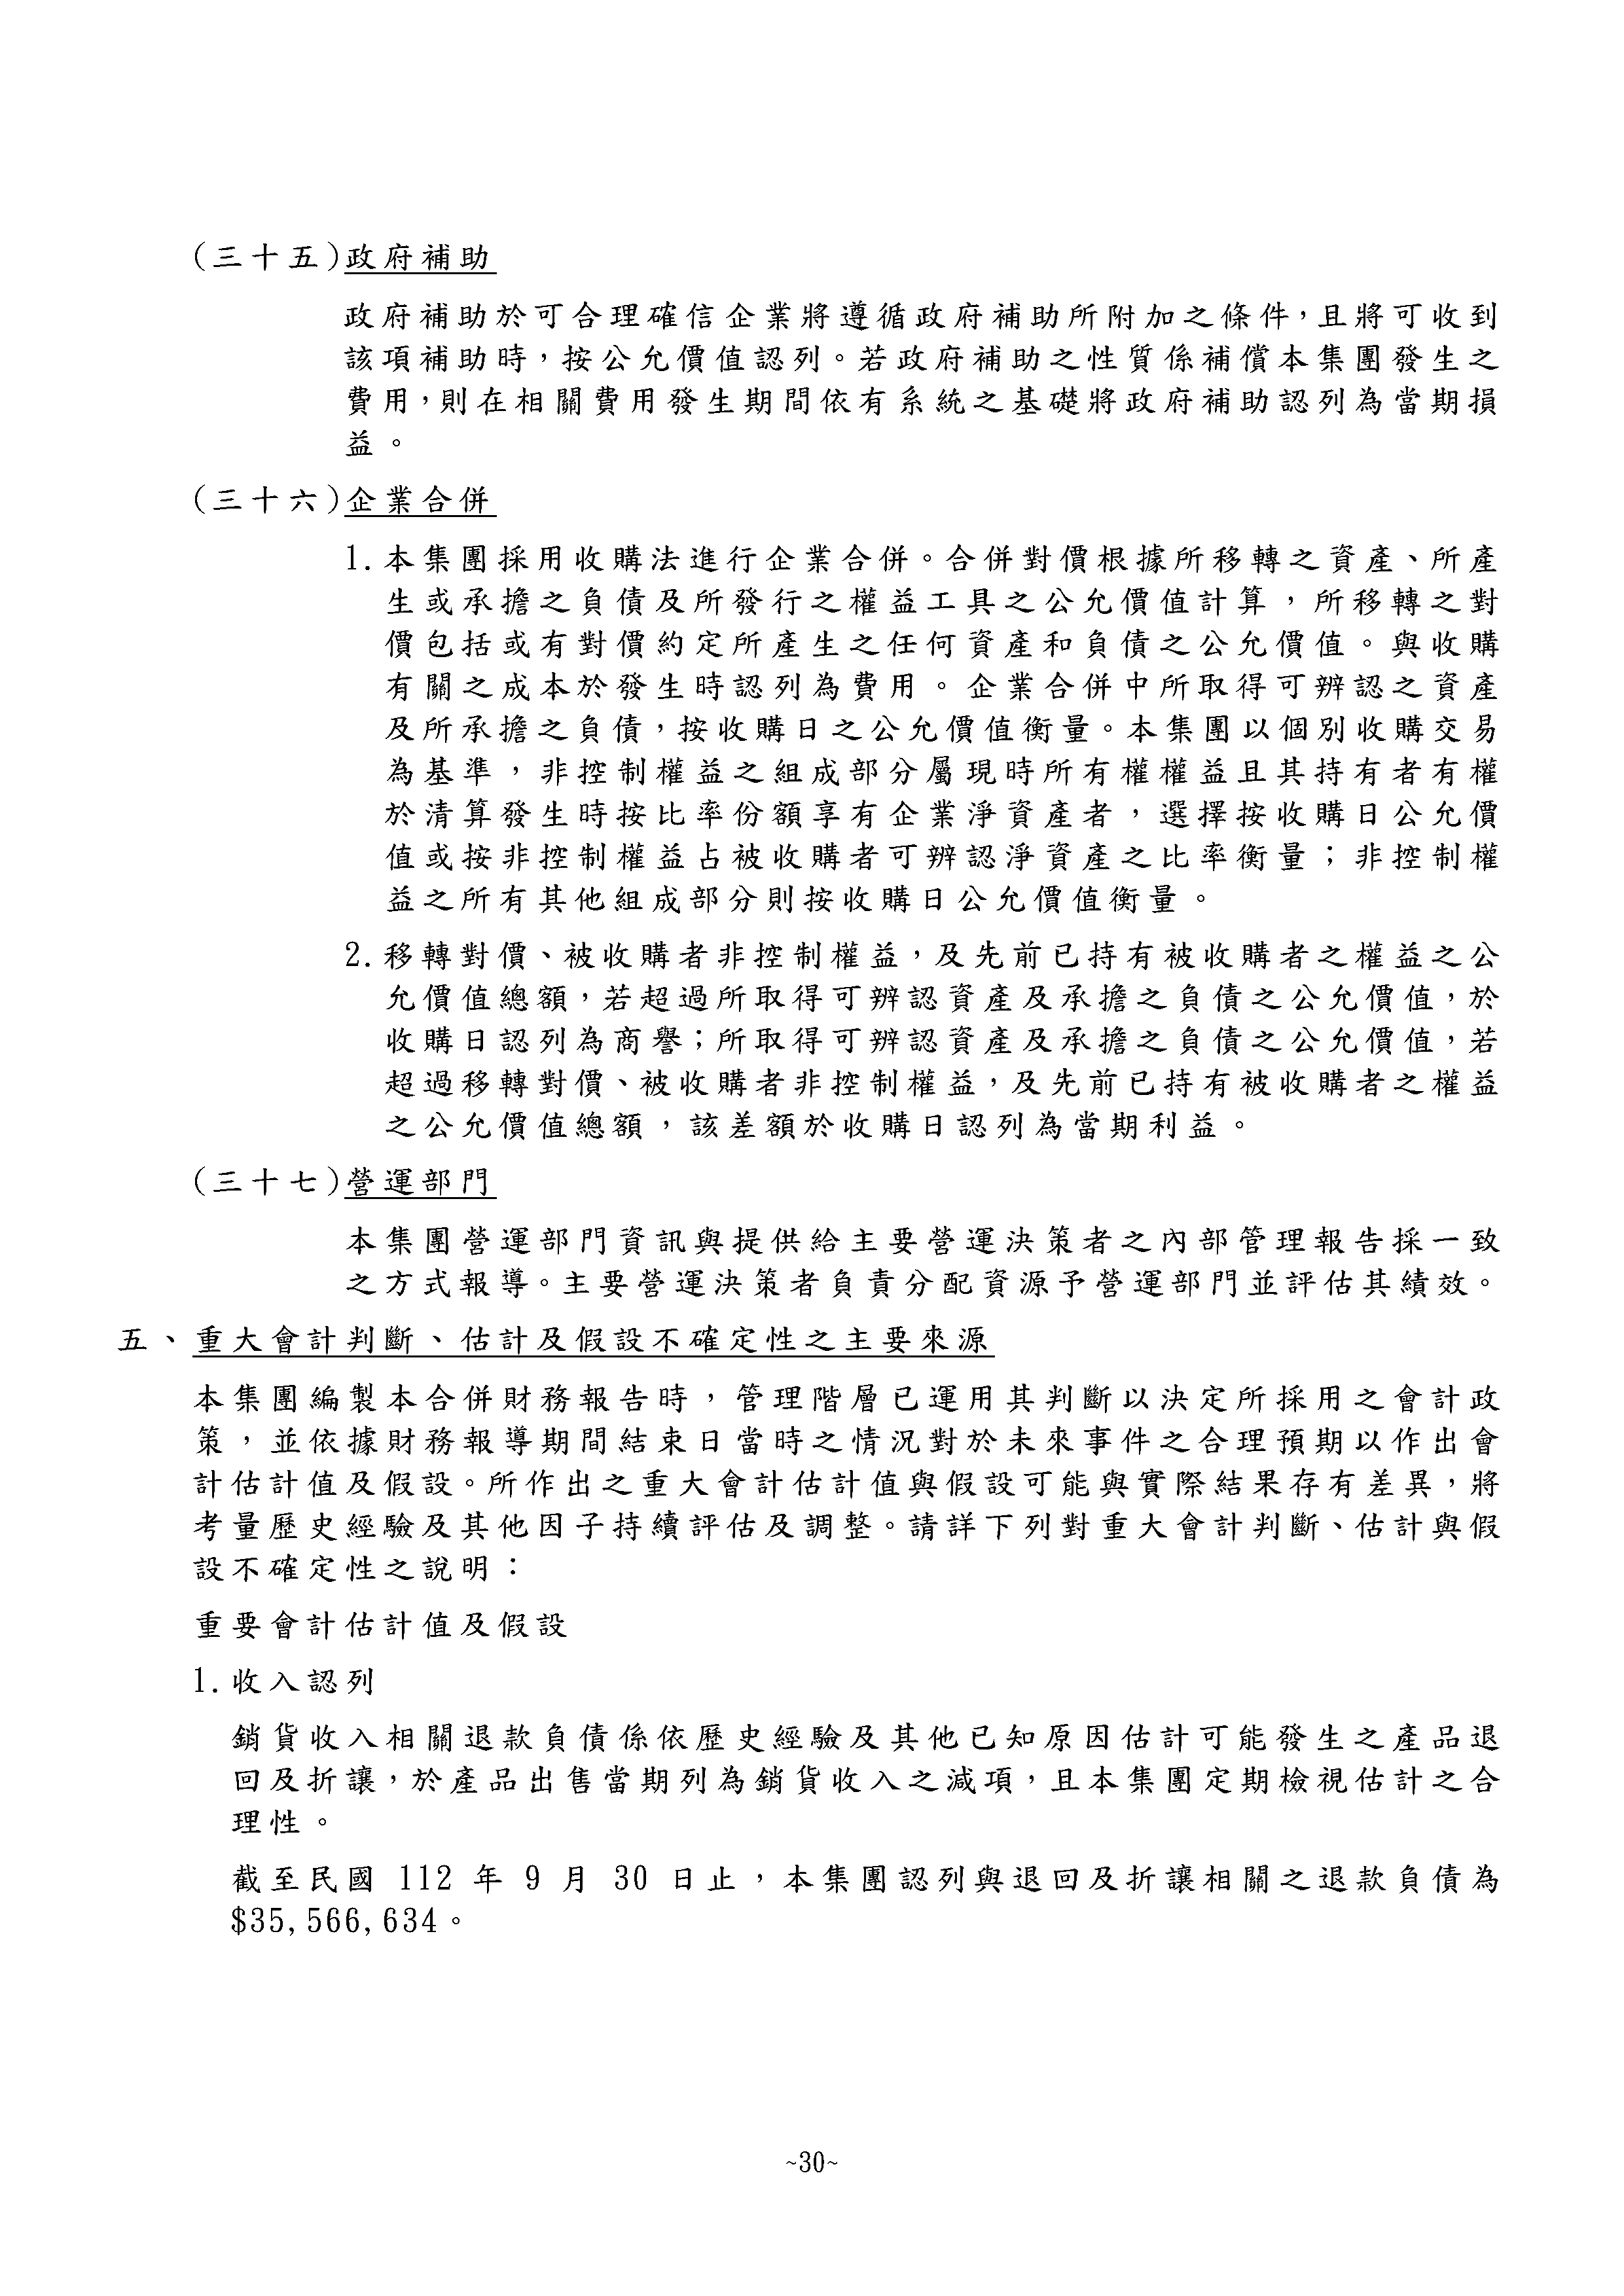 (三十五)政府補助
政府補助於可合理確信企業將遵循政府補助所附加之條件，且將可收到
該項補助時，按公允價值認列。若政府補助之性質係補償本集團發生之
費用，則在相關費用發生期間依有系統之基礎將政府補助認列為當期損
益。
(三十六)企業合併
1.本集團採用收購法進行企業合併。合併對價根據所移轉之資產、所產
生或承擔之負債及所發行之權益工具之公允價值計算，所移轉之對
價包括或有對價約定所產生之任何資產和負債之公允價值。與收購
有關之成本於發生時認列為費用。企業合併中所取得可辨認之資產
及所承擔之負債，按收購日之公允價值衡量。本集團以個別收購交易
為基準，非控制權益之組成部分屬現時所有權權益且其持有者有權
於清算發生時按比率份額享有企業淨資產者，選擇按收購日公允價
值或按非控制權益占被收購者可辨認淨資產之比率衡量；非控制權
益之所有其他組成部分則按收購日公允價值衡量。
2.移轉對價、被收購者非控制權益，及先前已持有被收購者之權益之公
允價值總額，若超過所取得可辨認資產及承擔之負債之公允價值，於
收購日認列為商譽；所取得可辨認資產及承擔之負債之公允價值，若
超過移轉對價、被收購者非控制權益，及先前已持有被收購者之權益
之公允價值總額，該差額於收購日認列為當期利益。
(三十七)營運部門
本集團營運部門資訊與提供給主要營運決策者之內部管理報告採一致
之方式報導。主要營運決策者負責分配資源予營運部門並評估其績效。
五、重大會計判斷、估計及假設不確定性之主要來源
本集團編製本合併財務報告時，管理階層已運用其判斷以決定所採用之會計政
策，並依據財務報導期間結束日當時之情況對於未來事件之合理預期以作出會
計估計值及假設。所作出之重大會計估計值與假設可能與實際結果存有差異，將
考量歷史經驗及其他因子持續評估及調整。請詳下列對重大會計判斷、估計與假
設不確定性之說明：
重要會計估計值及假設
1.收入認列
銷貨收入相關退款負債係依歷史經驗及其他已知原因估計可能發生之產品退
回及折讓，於產品出售當期列為銷貨收入之減項，且本集團定期檢視估計之合
理性。
截至民國 112 年 9 月 30 日止，本集團認列與退回及折讓相關之退款負債為
$35,566,634。
~30~